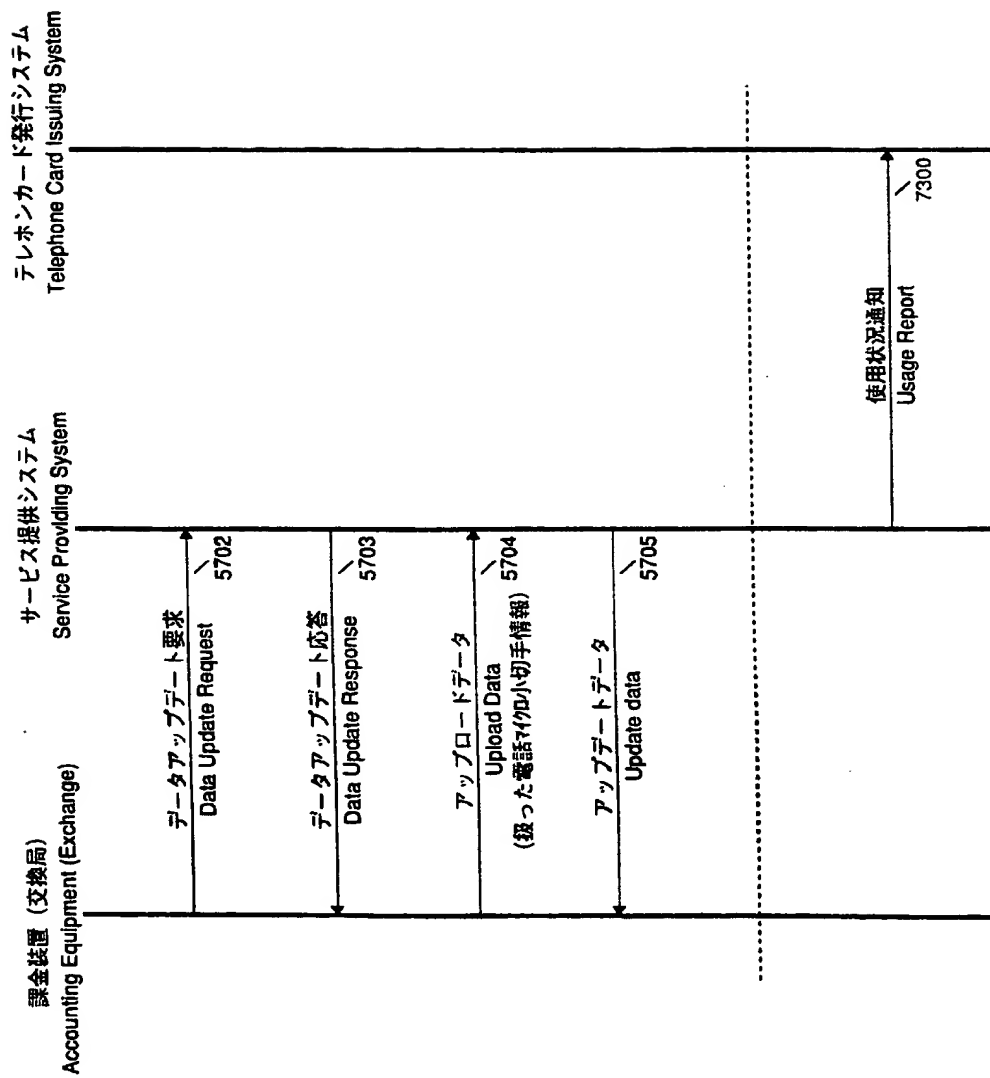 課金装置（交換局）
Accounting Equipment (Exchange)
サービス提供システム
Service Providing System
テレホンカード発行システム
Telephone Card Issuing System
データアップデート要求
Data Update Request
5702
データアップデート応答
Data Update Response
5703
アップロードデータ
Upload Data
(扱った電話ﾏｲｸﾛ小切手情報)
5704
アップデートデータ
Update data
5705
使用状況通知
Usage Report
7300